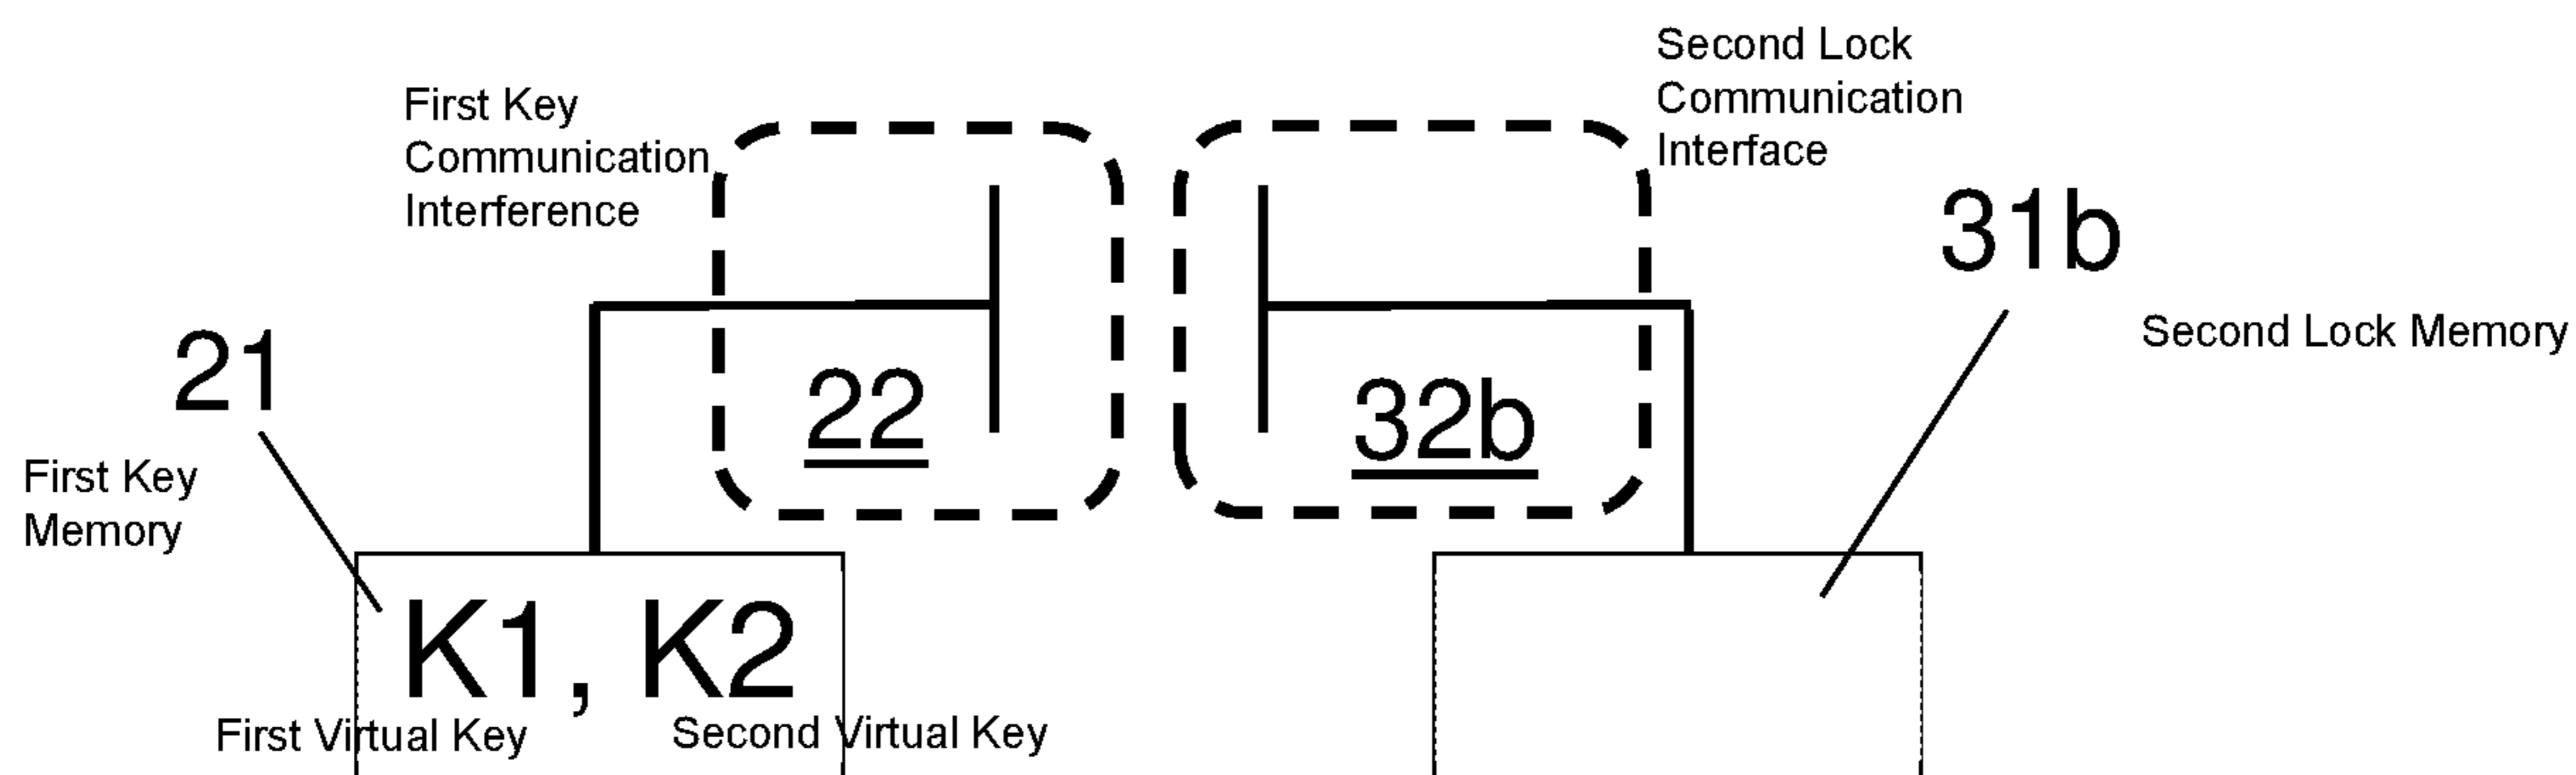 First Key
Communication
Interference
Second Lock
Communication
Interface
31b
Second Lock Memory
21
First Key
Memory
22
32b
K1, K2
First Virtual Key
Second Virtual Key